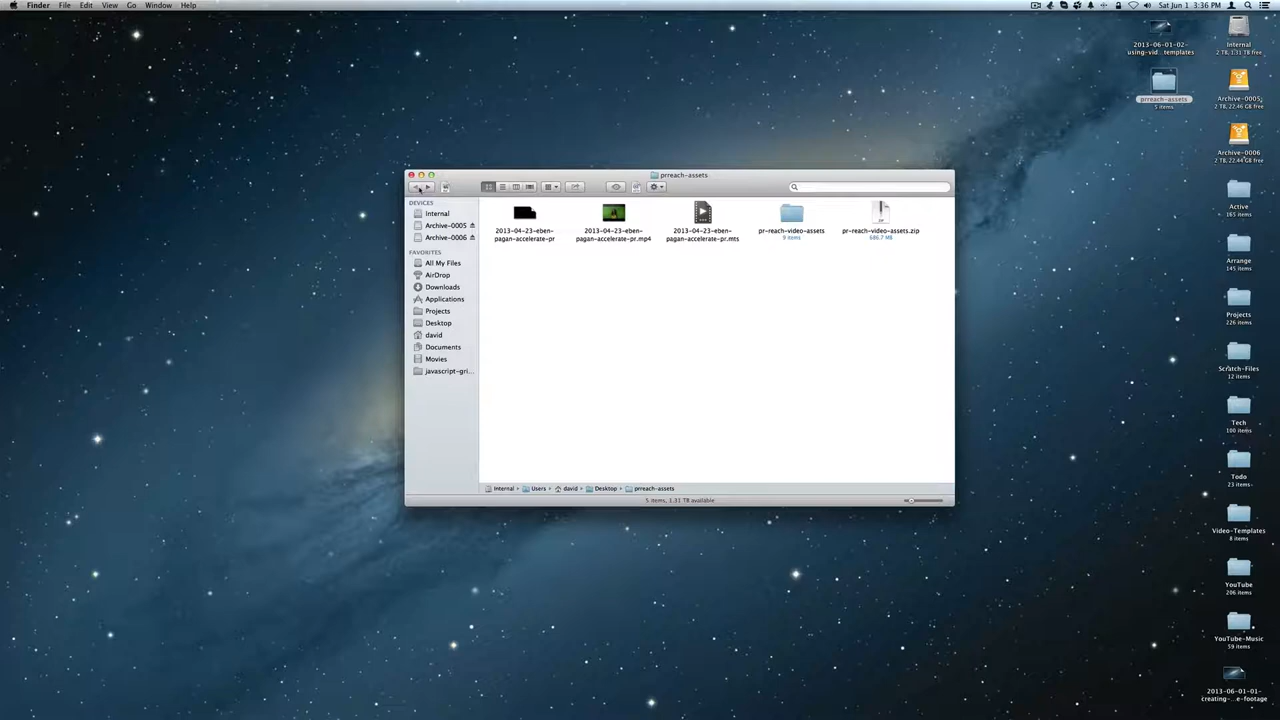 Finder File Edit View Go Window Help
Sat Jun 1 3:36 PM
2013-06-01-02-
using-vid...templates
Internal
2 TB, 1.31 TB free
prreach-assets
5 items
Archive-0005
2 TB, 22.46 GB free
Archive-0006
2 TB, 22.44 GB free
Active
165 items
Arrange
145 items
Projects
226 items
Scratch-Files
12 items
Tech
100 items
Todo
23 items
Video-Templates
8 items
YouTube
206 items
YouTube-Music
59 items
2013-06-01-01-
creating-...e-footage
prreach-assets
DEVICES
Internal
Archive-0005
Archive-0006
FAVORITES
All My Files
AirDrop
Downloads
Applications
Projects
Desktop
david
Documents
Movies
javascript-gri...
2013-04-23-eben-
pagan-accelerate-pr
2013-04-23-eben-
pagan-accelerate-pr.mp4
2013-04-23-eben-
pagan-accelerate-pr.mts
pr-reach-video-assets
9 items
pr-reach-video-assets.zip
686.7 MB
Internal Users david Desktop prreach-assets
5 items, 1.31 TB available